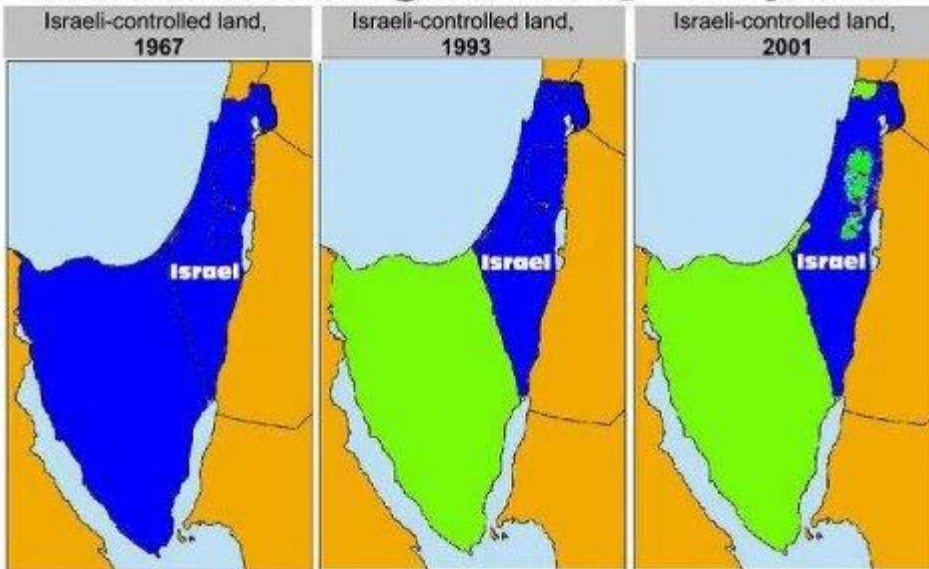 Israeli-controlled land,
1967
Israeli-controlled land,
1993
Israeli-controlled land,
2001
Israel
Israel
Israel